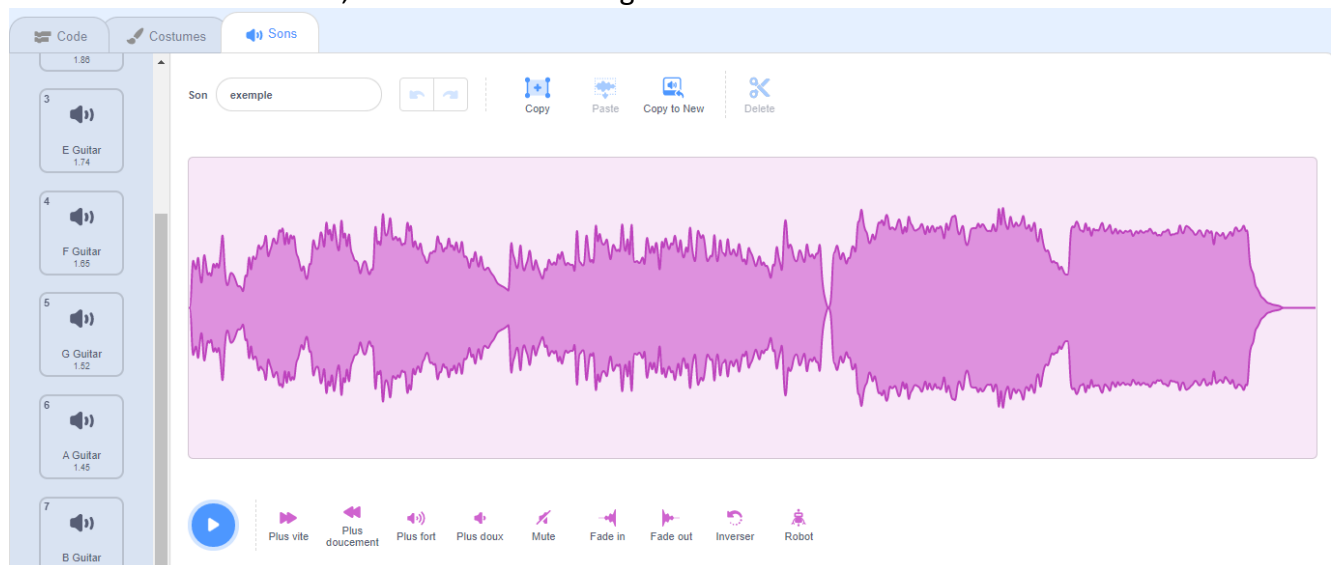 Code
Costumes
Sons
1.86
3
E Guitar
1.74
4
F Guitar
1.65
5
G Guitar
1.52
6
A Guitar
1.45
7
B Guitar
Son
exemple
Copy
Paste
Copy to New
Delete
Plus vite
Plus
doucement
Plus fort
Plus doux
Mute
Fade in
Fade out
Inverser
Robot